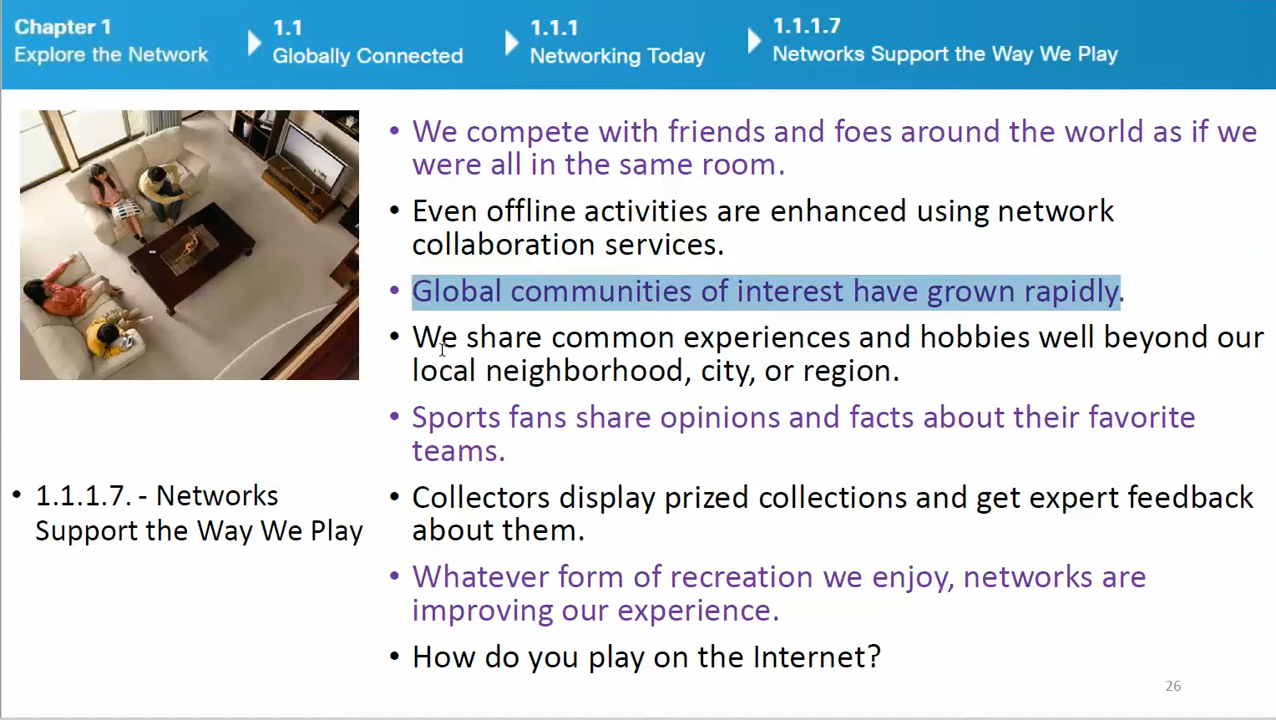 Chapter 1
Explore the Network
1.1
Globally Connected
1.1.1
Networking Today
1.1.1.7
Networks Support the Way We Play
• We compete with friends and foes around the world as if we
were all in the same room.
• Even offline activities are enhanced using network
collaboration services.
• Global communities of interest have grown rapidly.
• We share common experiences and hobbies well beyond our
local neighborhood, city, or region.
• Sports fans share opinions and facts about their favorite
teams.
• 1.1.1.7. - Networks
Support the Way We Play
• Collectors display prized collections and get expert feedback
about them.
• Whatever form of recreation we enjoy, networks are
improving our experience.
• How do you play on the Internet?
26